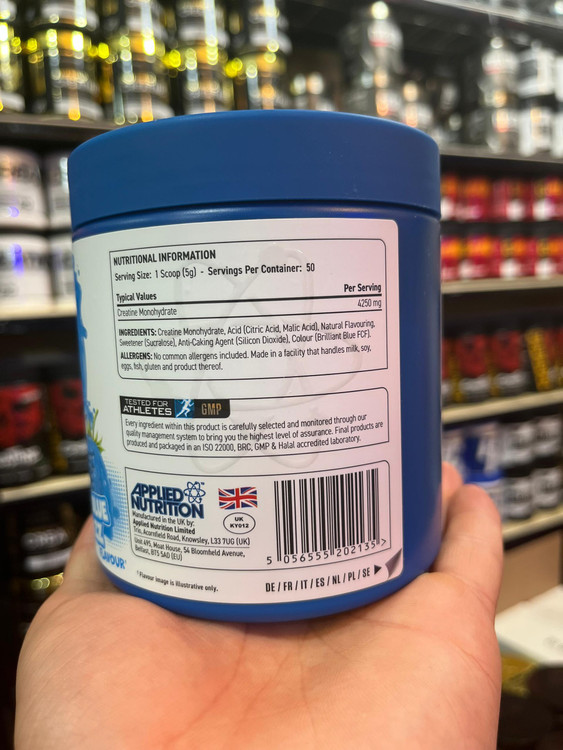 NUTRITIONAL INFORMATION
Serving Size: 1 Scoop (5g) - Servings Per Container: 50
Typical Values Per Serving
Creatine Monohydrate 4250 mg
INGREDIENTS: Creatine Monohydrate, Acid (Citric Acid, Malic Acid), Natural Flavouring,
Sweetener (Sucralose), Anti-Caking Agent (Silicon Dioxide), Colour (Brilliant Blue FCF).
ALLERGENS: No common allergens included. Made in a facility that handles milk, soy,
eggs, fish, gluten and product thereof.
TESTED FOR
ATHLETES GMP
Every ingredient within this product is carefully selected and monitored through our
quality management system to bring you the highest level of assurance. Final products are
produced and packaged in an ISO 22000, BRC, GMP & Halal accredited laboratory.
APPLIED
NUTRITION
UK
KY012
Manufactured in the UK by:
Applied Nutrition Limited
Acornfield Road, Knowsley, L33 7UG (UK)
Unit A95, Moat House, 54 Bloomfield Avenue,
Belfast, BT5 5AD (EU)
5 056555 202135 >
FLAVOUR*
*Flavour image is illustrative only.
DE / FR / IT / ES / NL / PL / SE